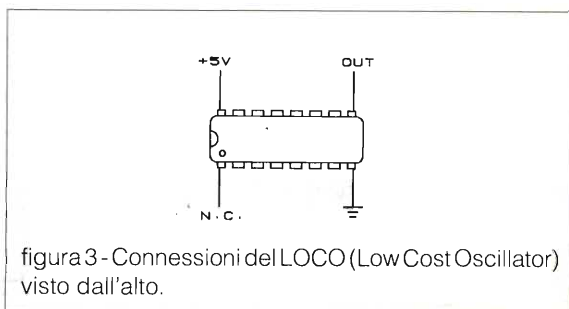 +5V
OUT
N.C.
figura 3 - Connessioni del LOCO (Low Cost Oscillator)
visto dall'alto.